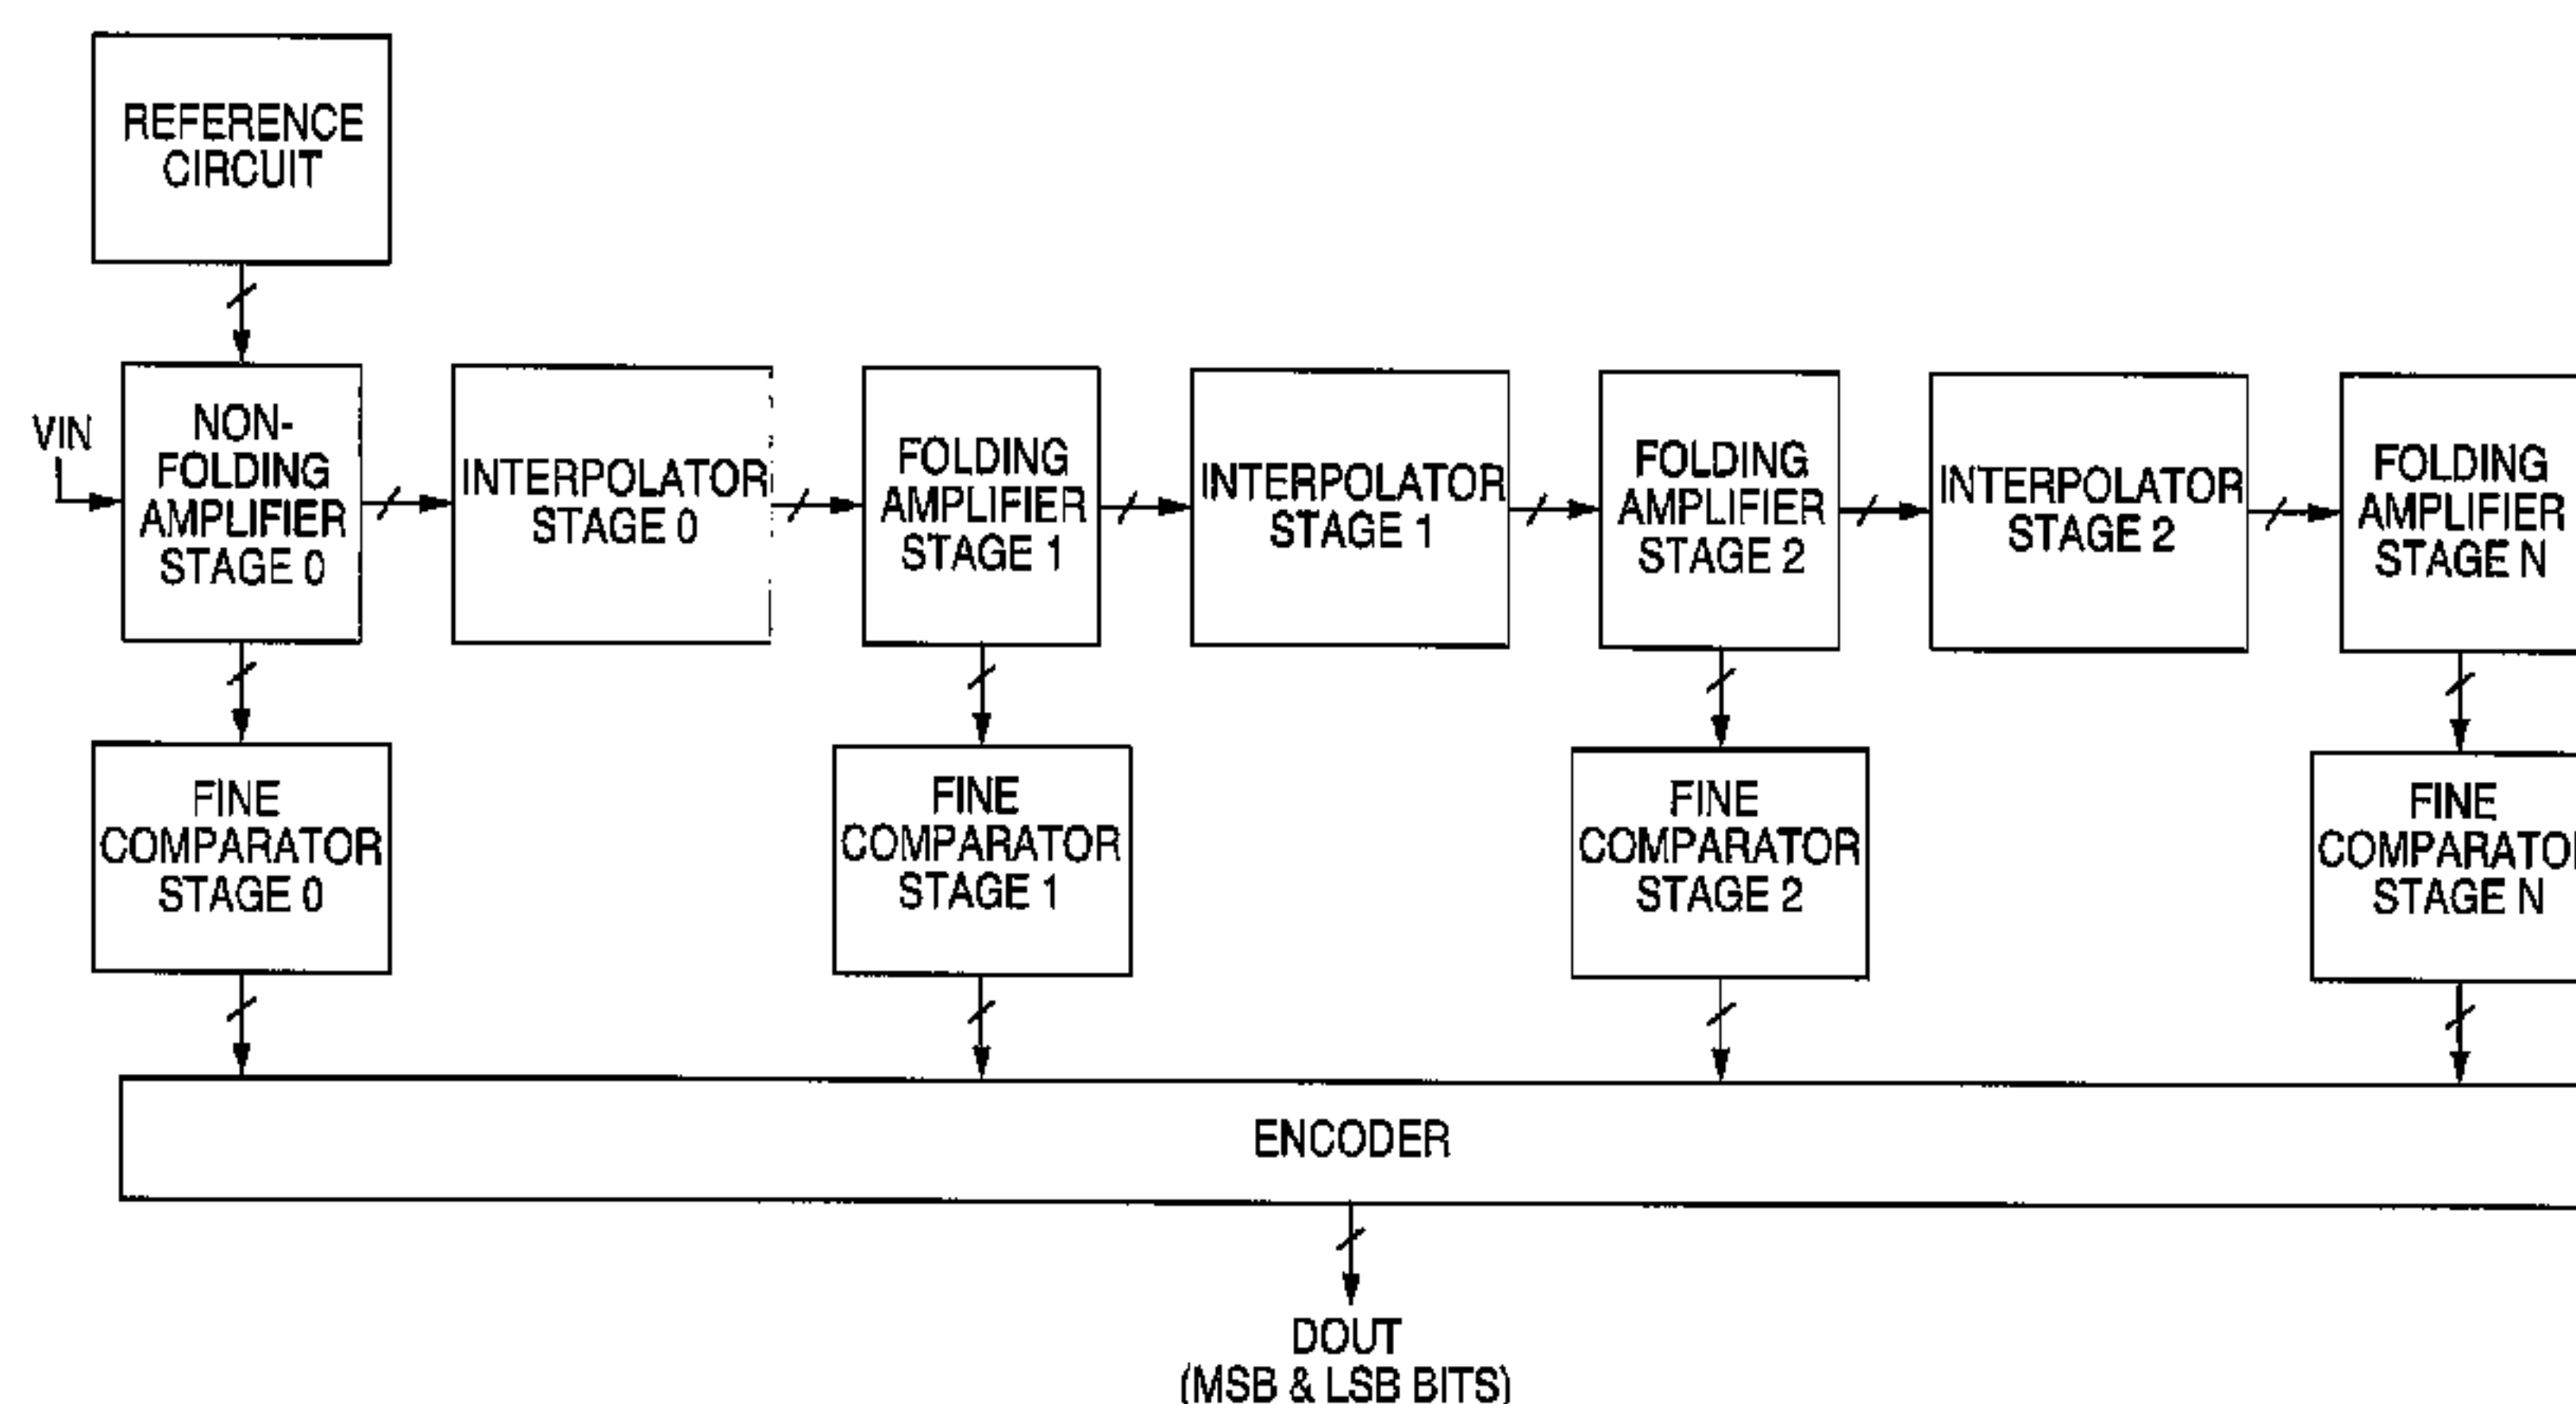 REFERENCE
CIRCUIT
VIN
NON-
FOLDING
AMPLIFIER
STAGE 0
INTERPOLATOR
STAGE 0
FOLDING
AMPLIFIER
STAGE 1
INTERPOLATOR
STAGE 1
FOLDING
AMPLIFIER
STAGE 2
INTERPOLATOR
STAGE 2
FOLDING
AMPLIFIER
STAGE N
FINE
COMPARATOR
STAGE 0
FINE
COMPARATOR
STAGE 1
FINE
COMPARATOR
STAGE 2
FINE
STAGE N
ENCODER
DOUT
(MSB & LSB BITS)